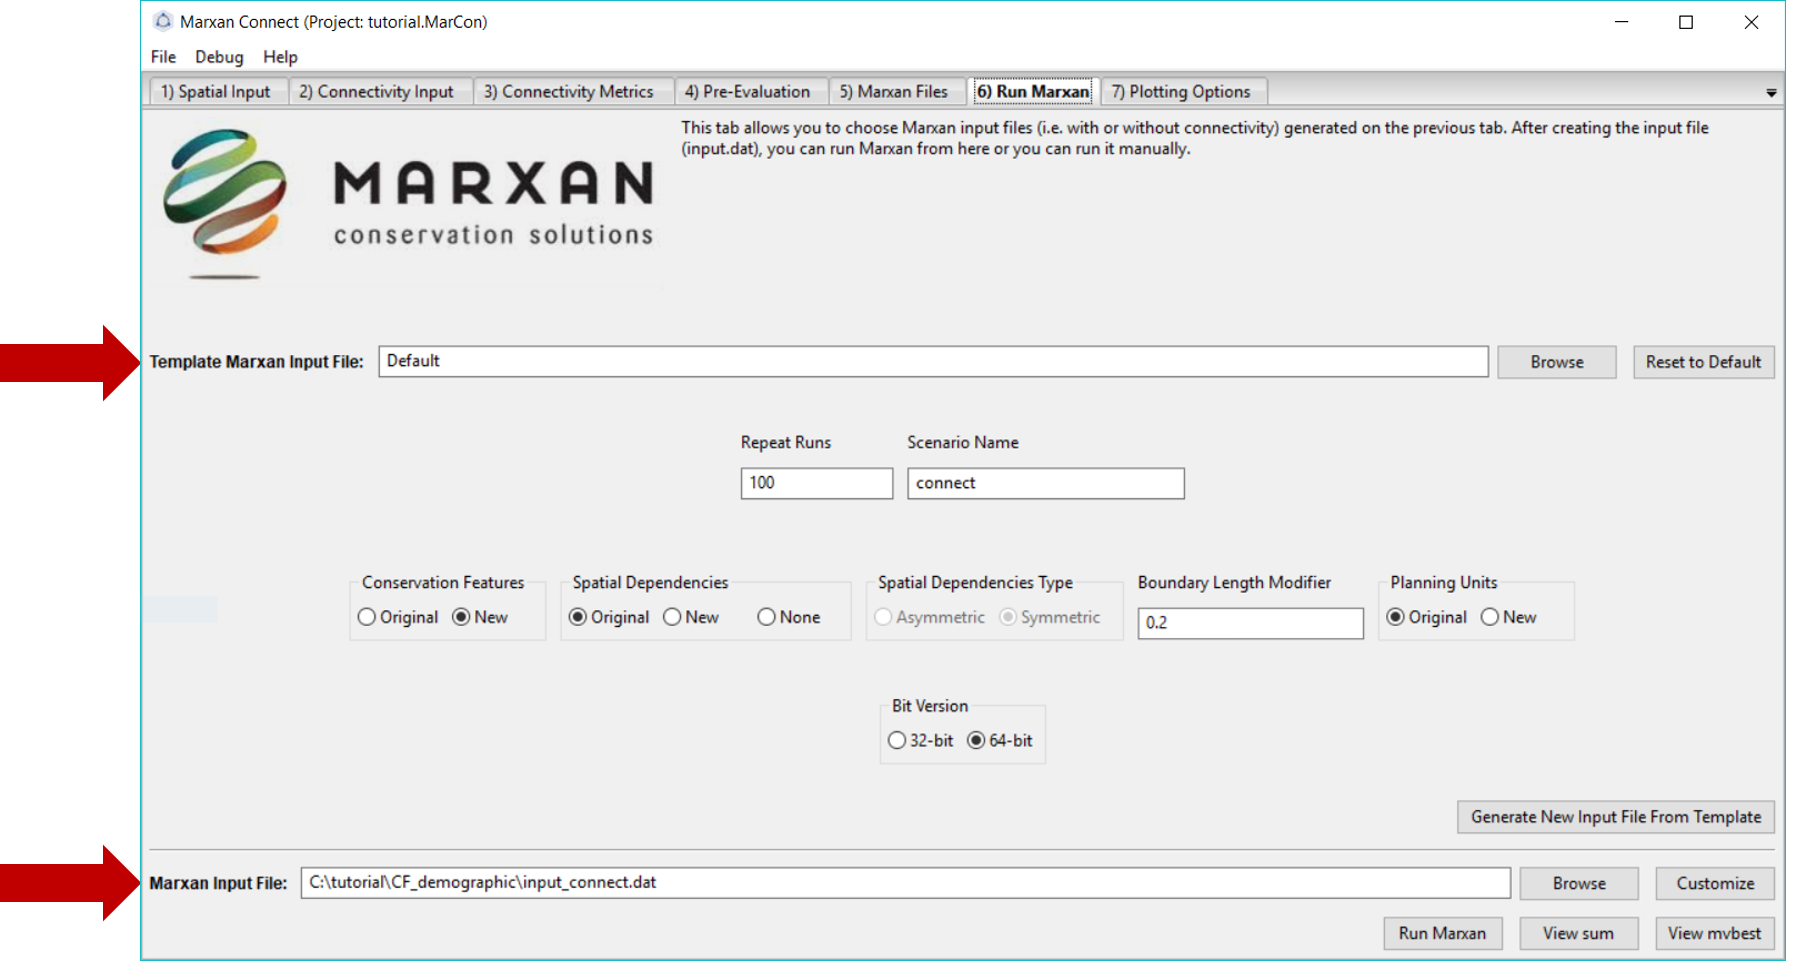 Marxan Connect (Project: tutorial.MarCon)
File Debug Help
1) Spatial Input 2) Connectivity Input 3) Connectivity Metrics 4) Pre-Evaluation 5) Marxan Files 6) Run Marxan 7) Plotting Options
MARXAN
conservation solutions
This tab allows you to choose Marxan input files (i.e. with or without connectivity) generated on the previous tab. After creating the input file
(input.dat), you can run Marxan from here or you can run it manually.
Template Marxan Input File: Default Browse Reset to Default
Repeat Runs Scenario Name
100 connect
Conservation Features Spatial Dependencies Spatial Dependencies Type Boundary Length Modifier Planning Units
Original New Original New None Asymmetric Symmetric 0.2 Original New
Bit Version
32-bit 64-bit
Generate New Input File From Template
Marxan Input File: C:\tutorial\CF_demographic\input_connect.dat Browse Customize
Run Marxan View sum View mvbest